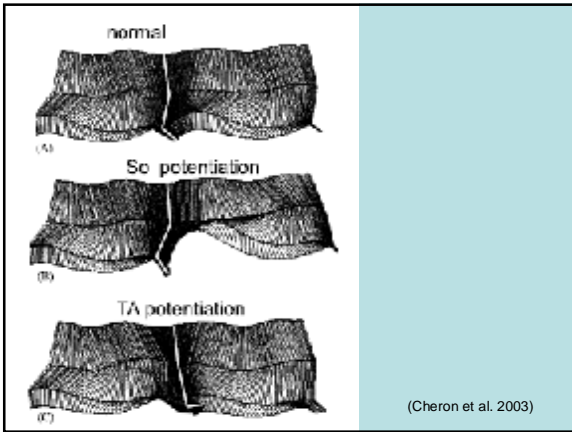 normal
(A)
So potentiation
(B)
TA potentiation
(C)
(Cheron et al. 2003)